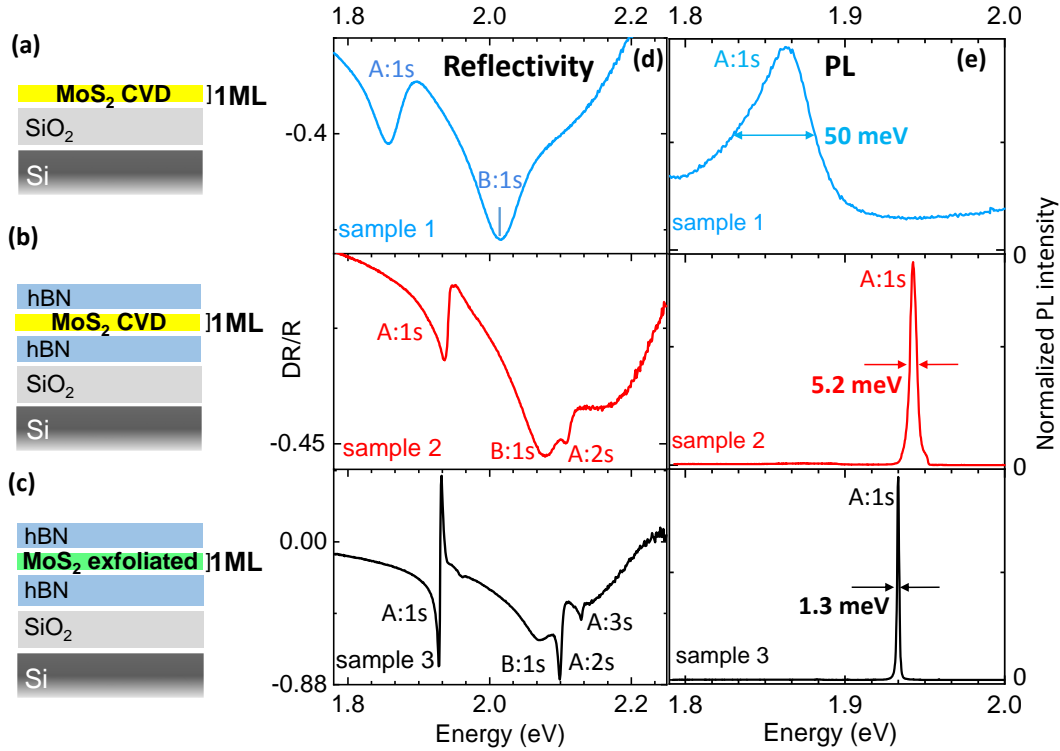 (a)
MoS2 CVD
]1ML
SiO2
Si
(b)
hBN
MoS2 CVD
]1ML
hBN
SiO2
Si
(c)
hBN
MoS2 exfoliated
]1ML
hBN
SiO2
Si
1.8 2.0 2.2
Reflectivity
(d)
A:1s
B:1s
-0.4
sample 1
A:1s
-0.45
sample 2
B:1s
A:2s
0.00
A:1s
A:3s
sample 3
B:1s
A:2s
-0.88
1.8 2.0 2.2
Energy (eV)
DR/R
1.8 1.9 2.0
PL
(e)
A:1s
50 meV
sample 1
0
A:1s
5.2 meV
sample 2
0
A:1s
1.3 meV
sample 3
0
1.8 1.9 2.0
Energy (eV)
Normalized PL intensity